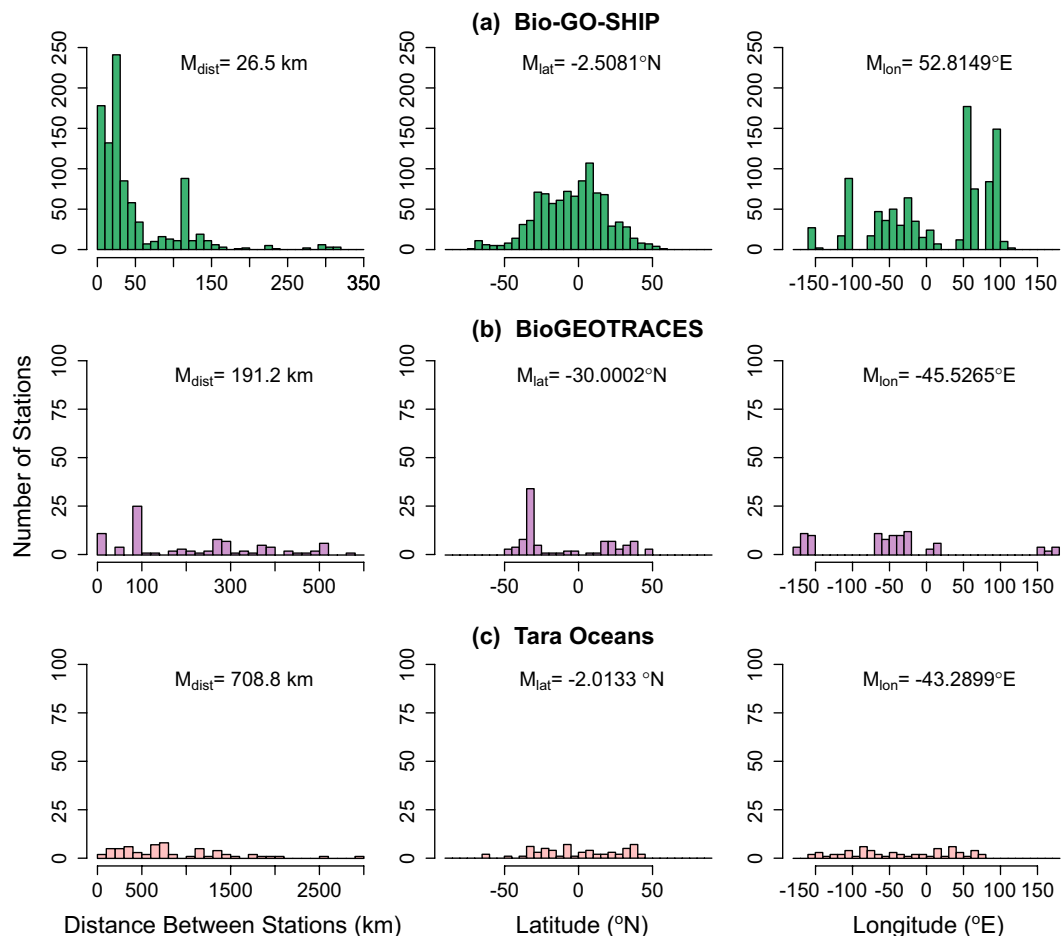 (a) Bio-GO-SHIP
M_dist= 26.5 km
M_lat= -2.5081°N
M_lon= 52.8149°E
0 50 100 150 200 250
0 50 150 250 350
0 50 100 150 200 250
-50 0 50
0 50 100 150 200 250
-150 -100 -50 0 50 100 150
(b) BioGEOTRACES
M_dist= 191.2 km
M_lat= -30.0002°N
M_lon= -45.5265°E
Number of Stations
0 25 50 75 100
0 100 300 500
0 25 50 75 100
-50 0 50
0 25 50 75 100
-150 -100 -50 0 50 100 150
(c) Tara Oceans
M_dist= 708.8 km
M_lat= -2.0133 °N
M_lon= -43.2899°E
0 25 50 75 100
0 500 1500 2500
0 25 50 75 100
-50 0 50
0 25 50 75 100
-150 -100 -50 0 50 100 150
Distance Between Stations (km)
Latitude (°N)
Longitude (°E)